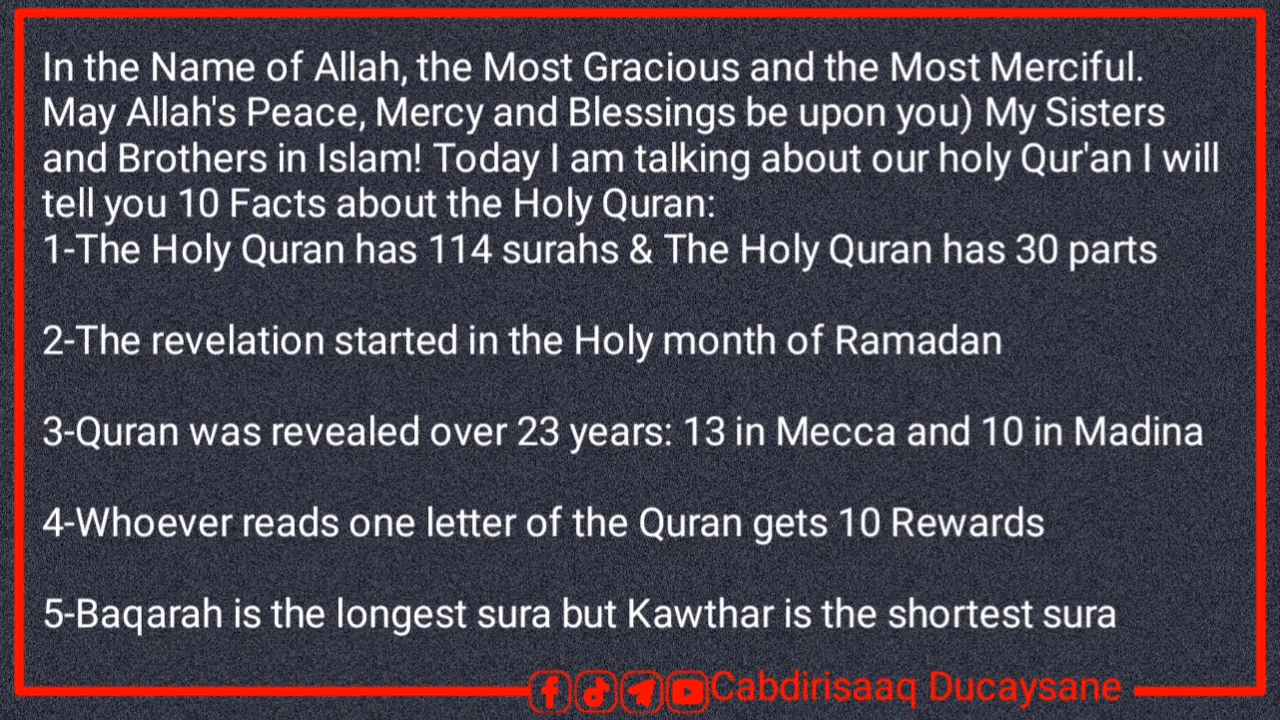 In the Name of Allah, the Most Gracious and the Most Merciful.
May Allah's Peace, Mercy and Blessings be upon you) My Sisters
and Brothers in Islam! Today I am talking about our holy Qur'an I will
tell you 10 Facts about the Holy Quran:
1-The Holy Quran has 114 surahs & The Holy Quran has 30 parts
2-The revelation started in the Holy month of Ramadan
3-Quran was revealed over 23 years: 13 in Mecca and 10 in Madina
4-Whoever reads one letter of the Quran gets 10 Rewards
5-Baqarah is the longest sura but Kawthar is the shortest sura
Cabdirisaaq Ducaysane